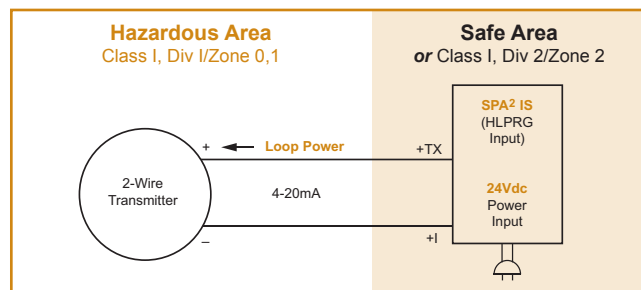 Hazardous Area
Class I, Div I/Zone 0,1
Safe Area
or Class I, Div 2/Zone 2
SPA² IS
(HLPRG
Input)
+ Loop Power
+TX
2-Wire
Transmitter
4-20mA
24Vdc
Power
Input
–
+I